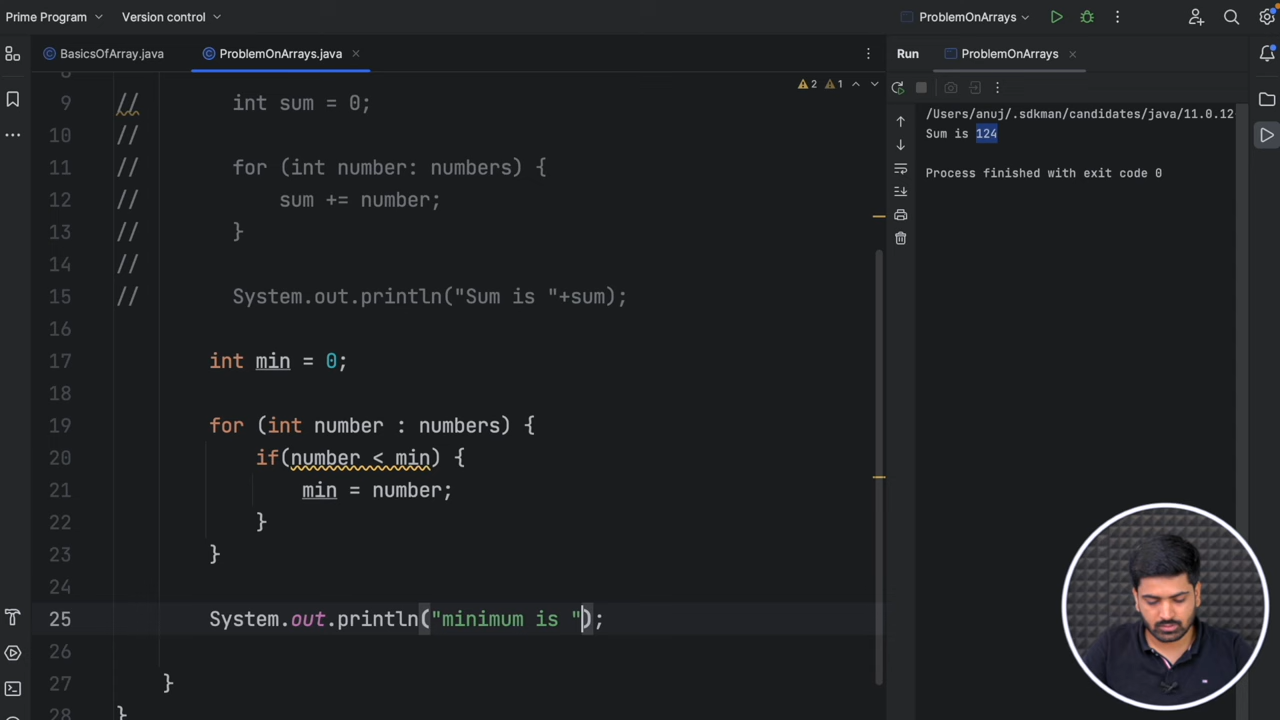 Prime Program Version control ProblemOnArrays
BasicsOfArray.java ProblemOnArrays.java Run ProblemOnArrays
2 1
9 // int sum = 0;
10 //
11 // for (int number: numbers) {
12 // sum += number;
13 // }
14 //
15 // System.out.println("Sum is "+sum);
16
17 int min = 0;
18
19 for (int number : numbers) {
20 if(number < min) {
21 min = number;
22 }
23 }
24
25 System.out.println("minimum is ");
26
27 }
28 }
/Users/anuj/.sdkman/candidates/java/11.0.12
Sum is 124
Process finished with exit code 0